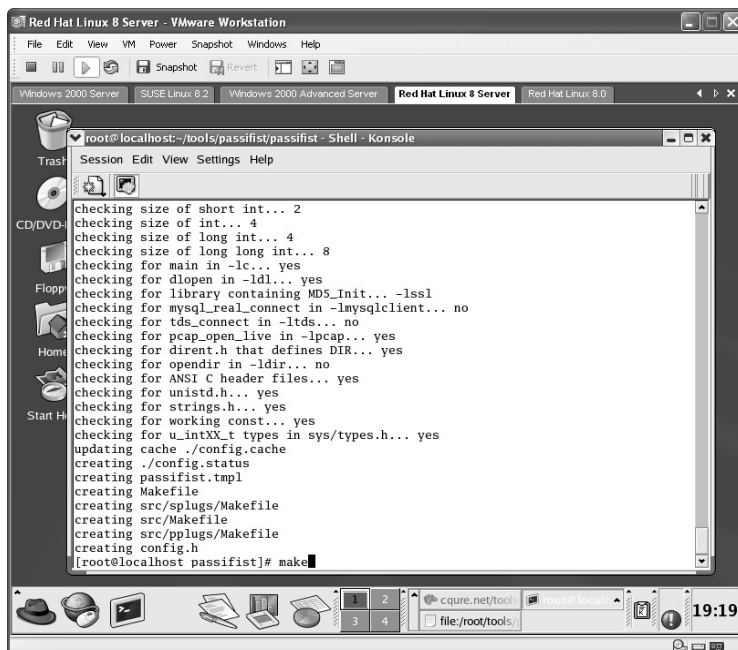 Red Hat Linux 8 Server - VMware Workstation
File Edit View VM Power Snapshot Windows Help
Snapshot Revert
Windows 2000 Server SUSE Linux 8.2 Windows 2000 Advanced Server Red Hat Linux 8 Server Red Hat Linux 8.0
root@localhost:~/tools/passifist/passifist - Shell - Konsole
Session Edit View Settings Help
Trash
CD/DVD-
Floppy
Home
Start H
checking size of short int... 2
checking size of int... 4
checking size of long int... 4
checking size of long long int... 8
checking for main in -lc... yes
checking for dlopen in -ldl... yes
checking for library containing MD5_Init... -lssl
checking for mysql_real_connect in -lmysqlclient... no
checking for tds_connect in -ltds... no
checking for pcap_open_live in -lpcap... yes
checking for dirent.h that defines DIR... yes
checking for opendir in -ldir... no
checking for ANSI C header files... yes
checking for unistd.h... yes
checking for strings.h... yes
checking for working const... yes
checking for u_intXX_t types in sys/types.h... yes
updating cache ./config.cache
creating ./config.status
creating passifist.tmpl
creating Makefile
creating src/splugs/Makefile
creating src/Makefile
creating src/pplugs/Makefile
creating config.h
[root@localhost passifist]# make
1 2
3 4
cqure.net/tools
root@localh
file:/root/tools/
19:19